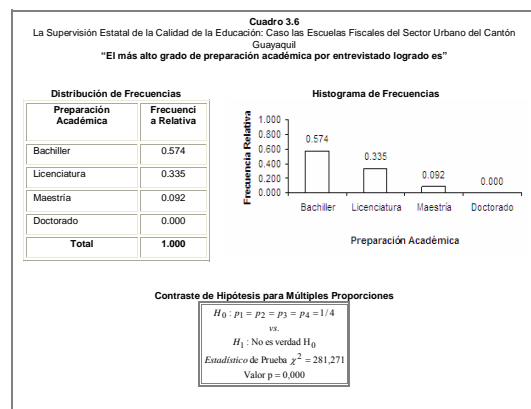 Cuadro 3.6
La Supervisión Estatal de la Calidad de la Educación: Caso las Escuelas Fiscales del Sector Urbano del Cantón
Guayaquil
“El más alto grado de preparación académica por entrevistado logrado es”
Distribución de Frecuencias
Preparación
Académica
Frecuenci
a Relativa
Bachiller 0.574
Licenciatura 0.335
Maestría 0.092
Doctorado 0.000
Total 1.000
Histograma de Frecuencias
Frecuencia Relativa
1.000
0.800
0.600
0.400
0.200
0.000
0.574
0.335
0.092
0.000
Bachiller Licenciatura Maestría Doctorado
Preparación Académica
Contraste de Hipótesis para Múltiples Proporciones
H₀ : p₁ = p₂ = p₃ = p₄ = 1/4
vs.
H₁ : No es verdad H₀
Estadístico de Prueba χ² = 281,271
Valor p = 0,000